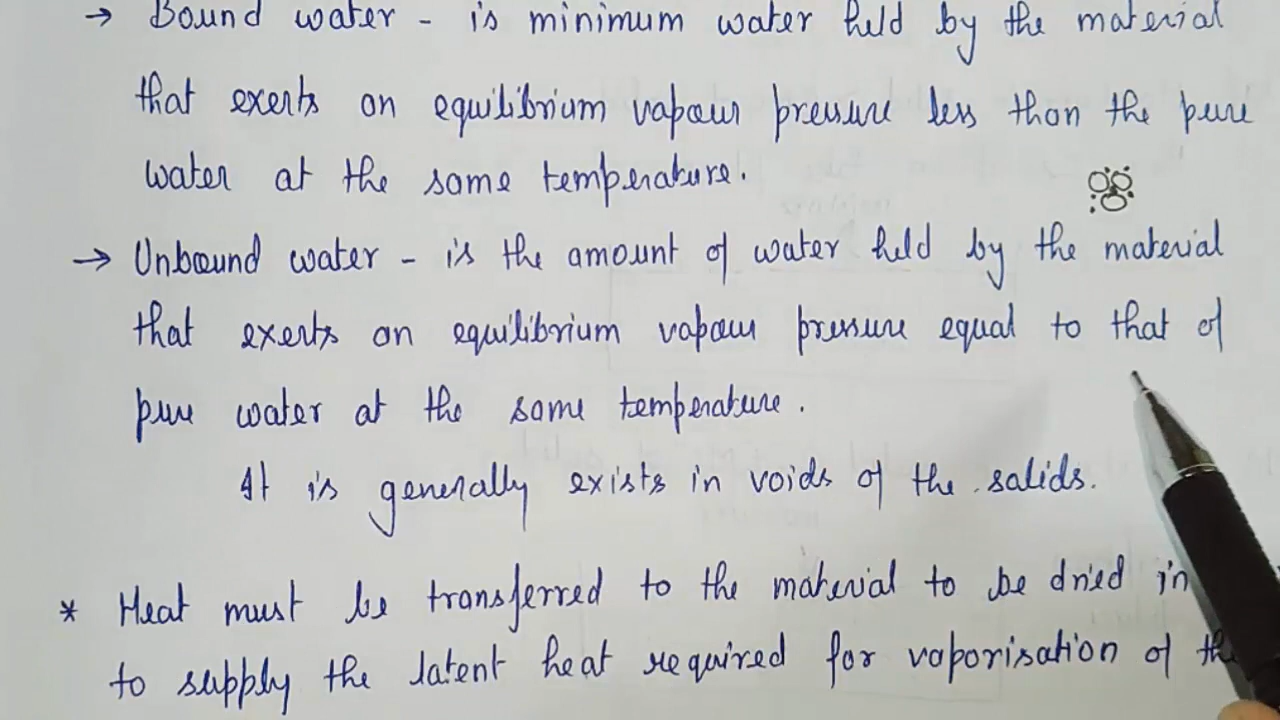 → Bound water - is minimum water held by the material
that exerts an equilibrium vapour pressure less than the pure
water at the same temperature.
→ Unbound water - is the amount of water held by the material
that exerts an equilibrium vapour pressure equal to that of
pure water at the same temperature.
It is generally exists in voids of the solids.
* Heat must be transferred to the material to be dried in
to supply the latent heat required for vaporisation of the